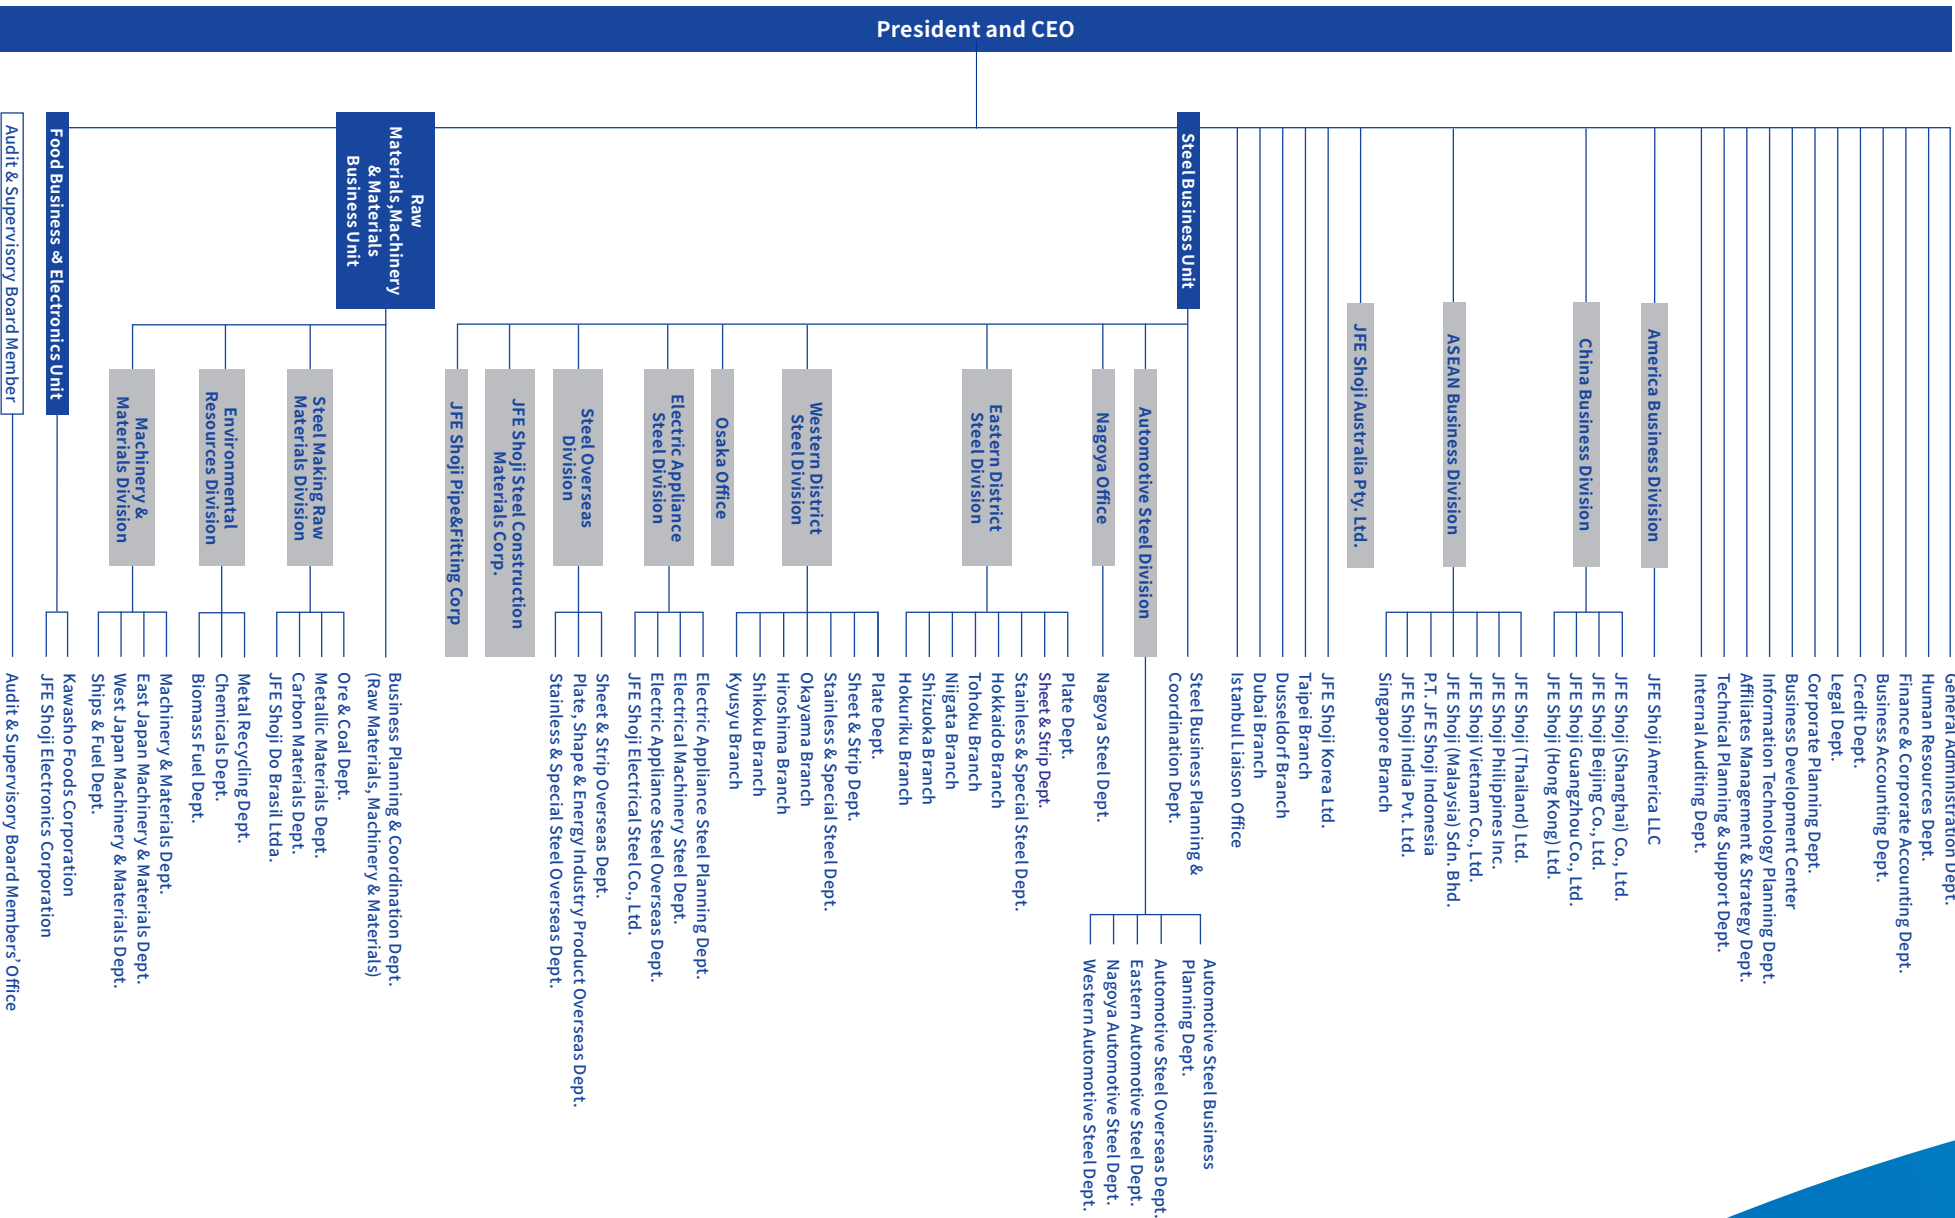 President and CEO
General Administration Dept.
Human Resources Dept.
Finance & Corporate Accounting Dept.
Business Accounting Dept.
Credit Dept.
Legal Dept.
Corporate Planning Dept.
Business Development Center
Information Technology Planning Dept.
Affiliates Management & Strategy Dept.
Technical Planning & Support Dept.
Internal Auditing Dept.
America Business Division
JFE Shoji America LLC
China Business Division
JFE Shoji (Shanghai) Co., Ltd.
JFE Shoji Beijing Co., Ltd.
JFE Shoji Guangzhou Co., Ltd.
JFE Shoji (Hong Kong) Ltd.
ASEAN Business Division
JFE Shoji (Thailand) Ltd.
JFE Shoji Philippines Inc.
JFE Shoji Vietnam Co., Ltd.
JFE Shoji (Malaysia) Sdn. Bhd.
P.T. JFE Shoji Indonesia
JFE Shoji India Pvt. Ltd.
Singapore Branch
JFE Shoji Australia Pty. Ltd.
JFE Shoji Korea Ltd.
Taipei Branch
Dusseldorf Branch
Dubai Branch
Istanbul Liaison Office
Steel Business Unit
Steel Business Planning &
Coordination Dept.
Automotive Steel Division
Automotive Steel Business
Planning Dept.
Automotive Steel Overseas Dept.
Eastern Automotive Steel Dept.
Nagoya Automotive Steel Dept.
Western Automotive Steel Dept.
Nagoya Office
Nagoya Steel Dept.
Eastern District
Steel Division
Plate Dept.
Sheet & Strip Dept.
Stainless & Special Steel Dept.
Hokkaido Branch
Tohoku Branch
Niigata Branch
Shizuoka Branch
Hokuriku Branch
Western District
Steel Division
Plate Dept.
Sheet & Strip Dept.
Stainless & Special Steel Dept.
Okayama Branch
Hiroshima Branch
Shikoku Branch
Kyusyu Branch
Osaka Office
Electric Appliance
Steel Division
Electric Appliance Steel Planning Dept.
Electrical Machinery Steel Dept.
Electric Appliance Steel Overseas Dept.
JFE Shoji Electrical Steel Co., Ltd.
Steel Overseas
Division
Sheet & Strip Overseas Dept.
Plate, Shape & Energy Industry Product Overseas Dept.
Stainless & Special Steel Overseas Dept.
JFE Shoji Steel Construction
Materials Corp.
JFE Shoji Pipe&Fitting Corp
Raw
Materials,Machinery
& Materials
Business Unit
Business Planning & Coordination Dept.
(Raw Materials, Machinery & Materials)
Steel Making Raw
Materials Division
Ore & Coal Dept.
Metallic Materials Dept.
Carbon Materials Dept.
JFE Shoji Do Brasil Ltda.
Environmental
Resources Division
Metal Recycling Dept.
Chemicals Dept.
Biomass Fuel Dept.
Machinery &
Materials Division
Machinery & Materials Dept.
East Japan Machinery & Materials Dept.
West Japan Machinery & Materials Dept.
Ships & Fuel Dept.
Food Business & Electronics Unit
Kawasho Foods Corporation
JFE Shoji Electronics Corporation
Audit & Supervisory Board Member
Audit & Supervisory Board Members' Office